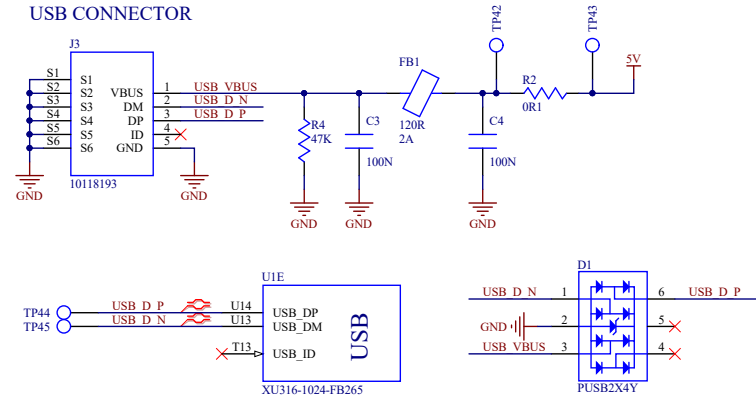 USB CONNECTOR
TP42
TP43
J3
FB1
R2
5V
S1 S1
S2 S2
S3 S3
S4 S4
S5 S5
S6 S6
VBUS 1 USB_VBUS
DM 2 USB_D_N
DP 3 USB_D_P
ID 4
GND 5
R4
47K
C3
100N
120R
2A
C4
100N
0R1
10118193
GND
GND
GND
GND
GND
U1E
TP44 USB_D_P U14 USB_DP
TP45 USB_D_N U13 USB_DM
T13 USB_ID
USB
XU316-1024-FB265
D1
USB_D_N 1 6 USB_D_P
GND 2 5
USB_VBUS 3 4
PUSB2X4Y